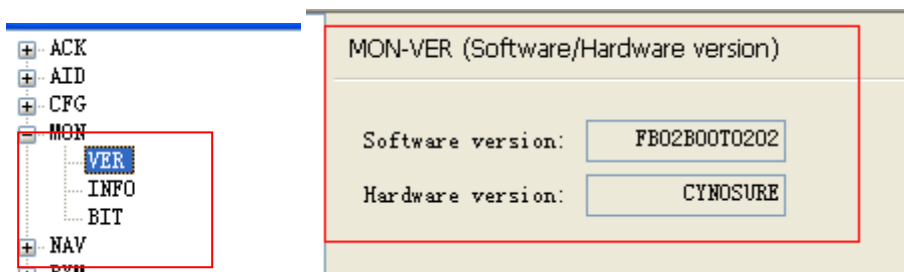 ACK
AID
CFG
MON
VER
INFO
BIT
NAV
MON-VER (Software/Hardware version)
Software version: FB02B00T0202
Hardware version: CYNOSURE